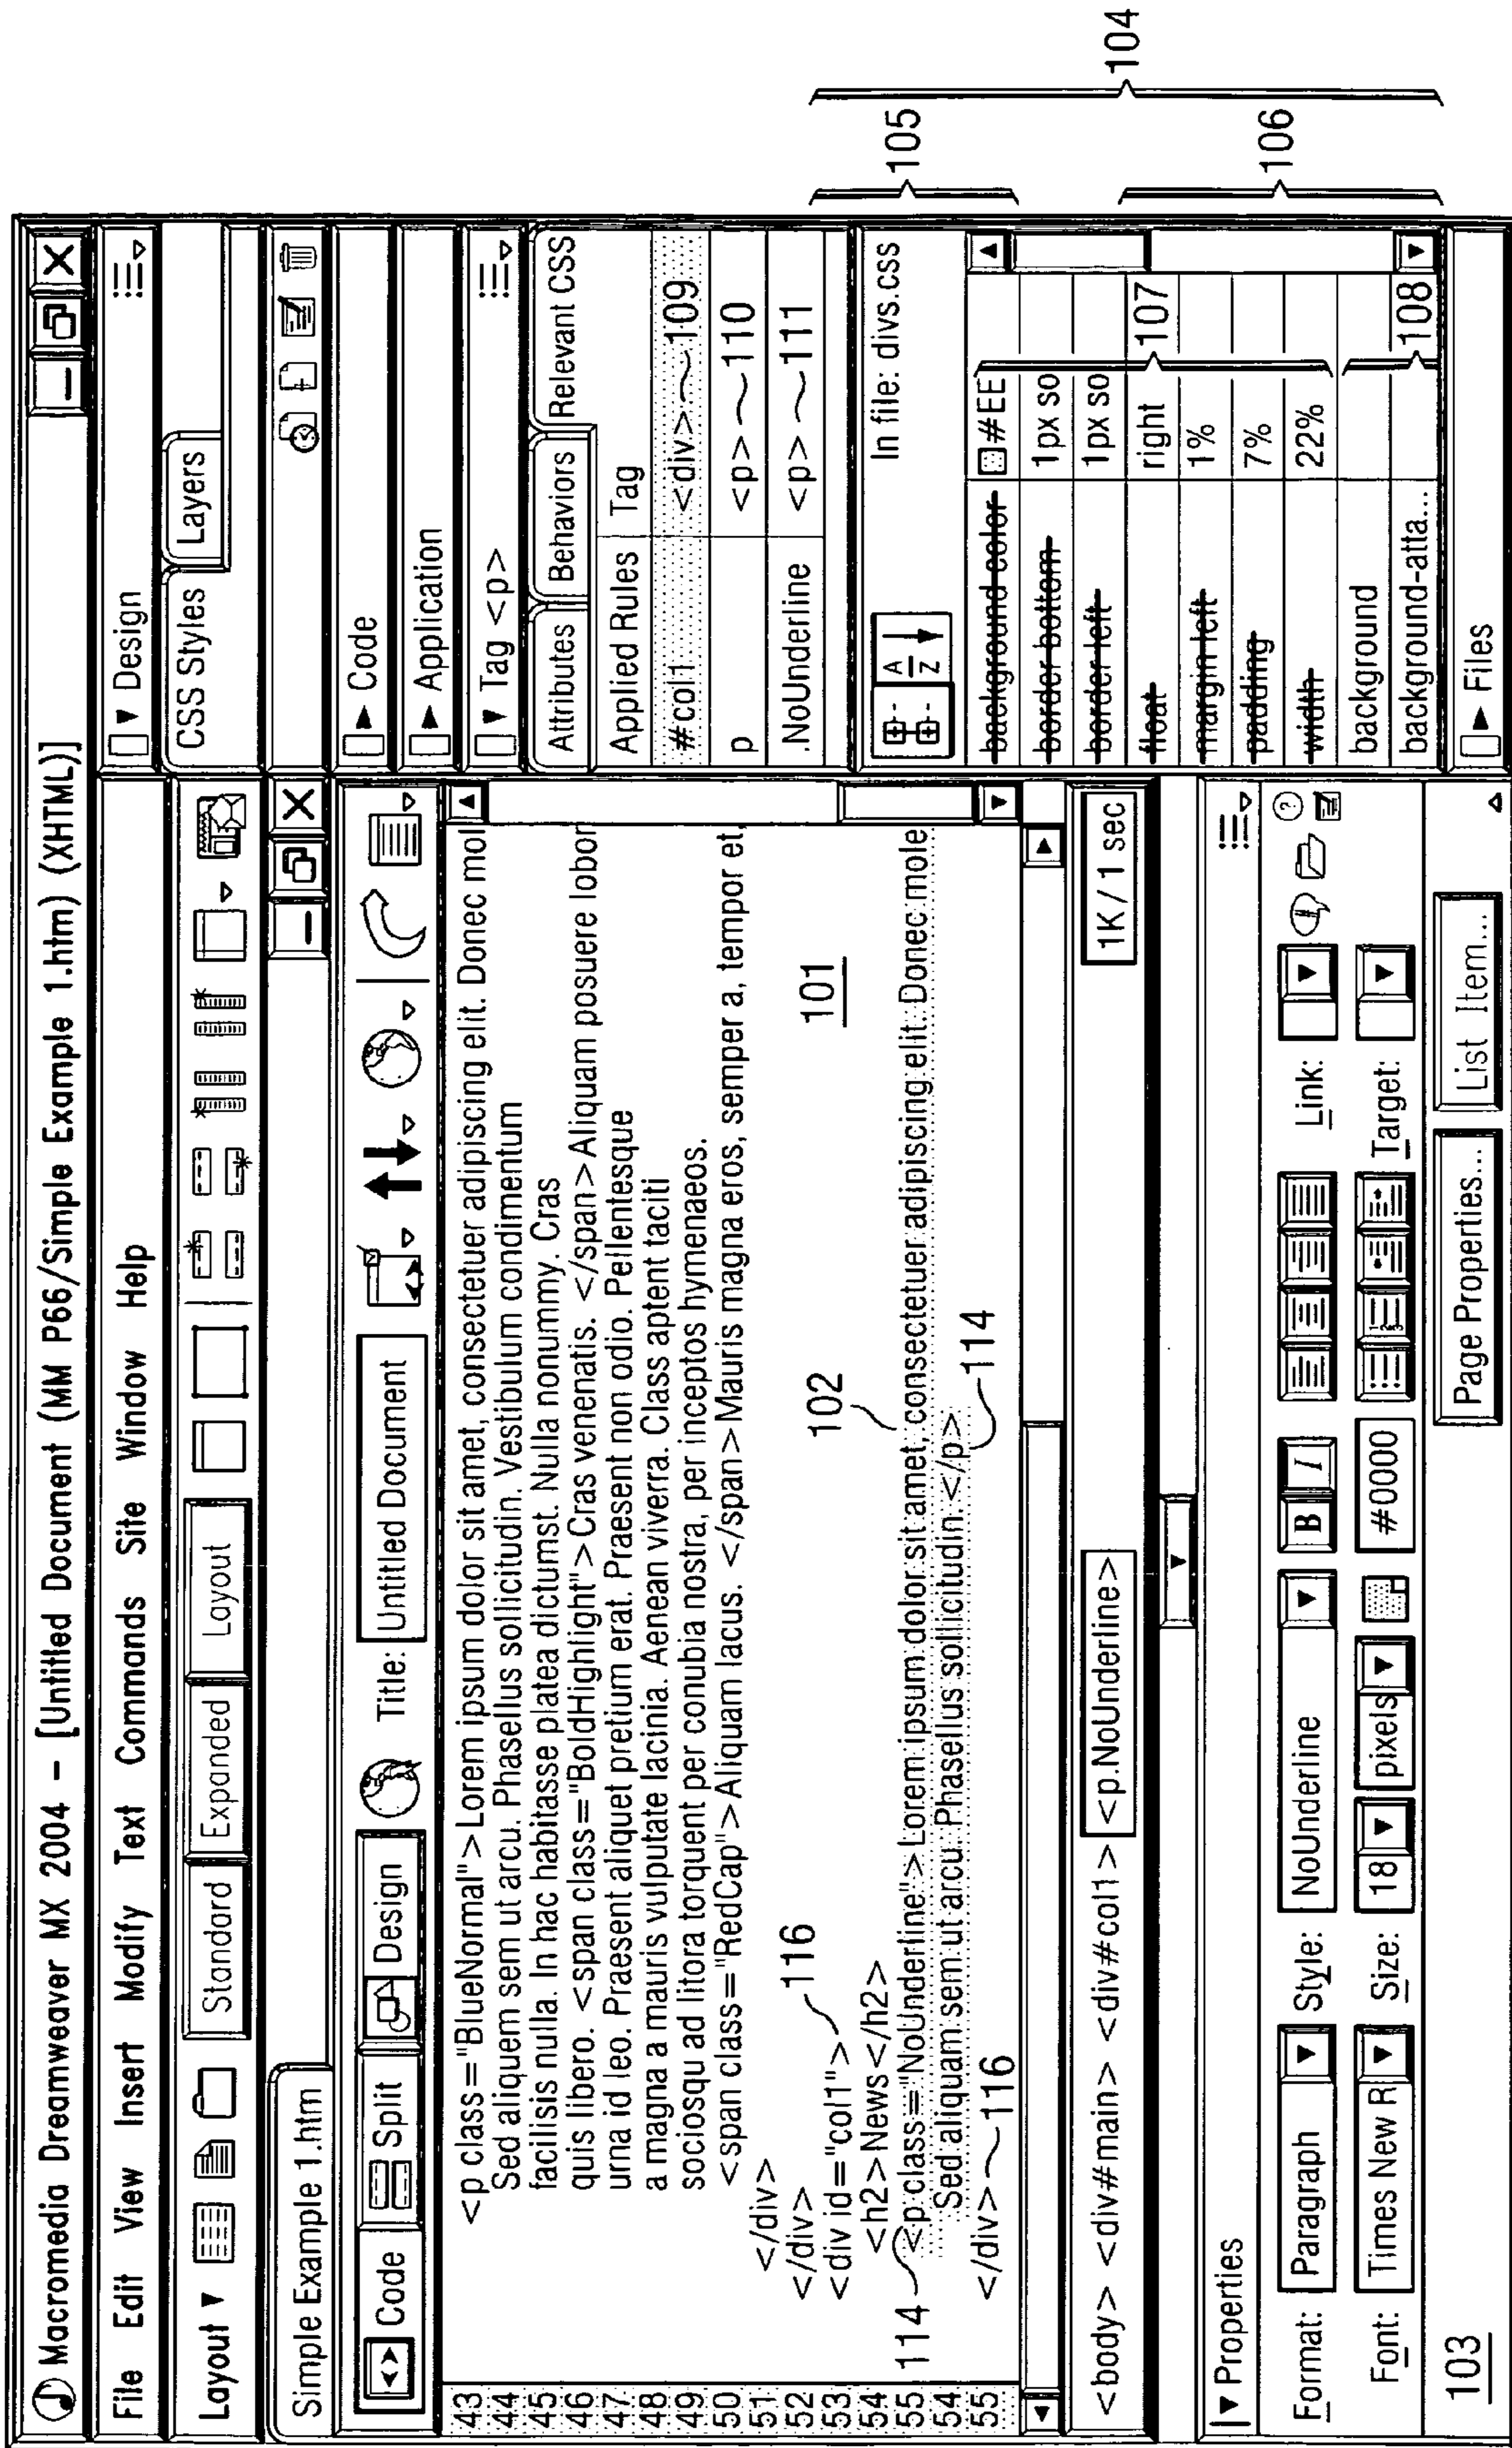 Macromedia Dreamweaver MX 2004 – [Untitled Document (MM P66/Simple Example 1.htm) (XHTML)]
File Edit View Insert Modify Text Commands Site Window Help
Layout Standard Expanded Layout
Simple Example 1.htm
Code Split Design Title: Untitled Document
43 <p class="BlueNormal">Lorem ipsum dolor sit amet, consectetuer adipiscing elit. Donec mol
44 Sed aliquem sem ut arcu. Phasellus sollicitudin. Vestibulum condimentum
45 facilisis nulla. In hac habitasse platea dictumst. Nulla nonummy. Cras
46 quis libero. <span class="BoldHighlight">Cras venenatis. </span>Aliquam posuere lobor
47 urna id leo. Praesent aliquet pretium erat. Praesent non odio. Pellentesque
48 a magna a mauris vulputate lacinia. Aenean viverra. Class aptent taciti
49 sociosqu ad litora torquent per conubia nostra, per inceptos hymenaeos.
50 <span class="RedCap">Aliquam lacus. </span>Mauris magna eros, semper a, tempor et,
51 </div>
52 </div>
53 <div id="col1"> 116
54 <h2>News</h2>
55 <p class="NoUnderline">Lorem ipsum dolor sit amet, consectetuer adipiscing elit. Donec mole
54 Sed aliquam sem ut arcu. Phasellus sollicitudin.</p>
55 </div> 116
114
101
102
114
<body> <div#main> <div#col1> <p.NoUnderline> 1K / 1 sec
Properties
Format: Paragraph Style: NoUnderline B I Link:
Font: Times New R Size: 18 pixels #0000 Target:
Page Properties... List Item...
103
Design
CSS Styles Layers
Code
Application
Tag <p>
Attributes Behaviors Relevant CSS
Applied Rules Tag
#col1 <div> 109
p <p> 110
.NoUnderline <p> 111
A Z In file: divs.css
background-color #EE
border-bottom 1px so
border-left 1px so
float right
margin-left 1%
padding 7%
width 22%
background
background-atta...
Files
107
108
105
106
104